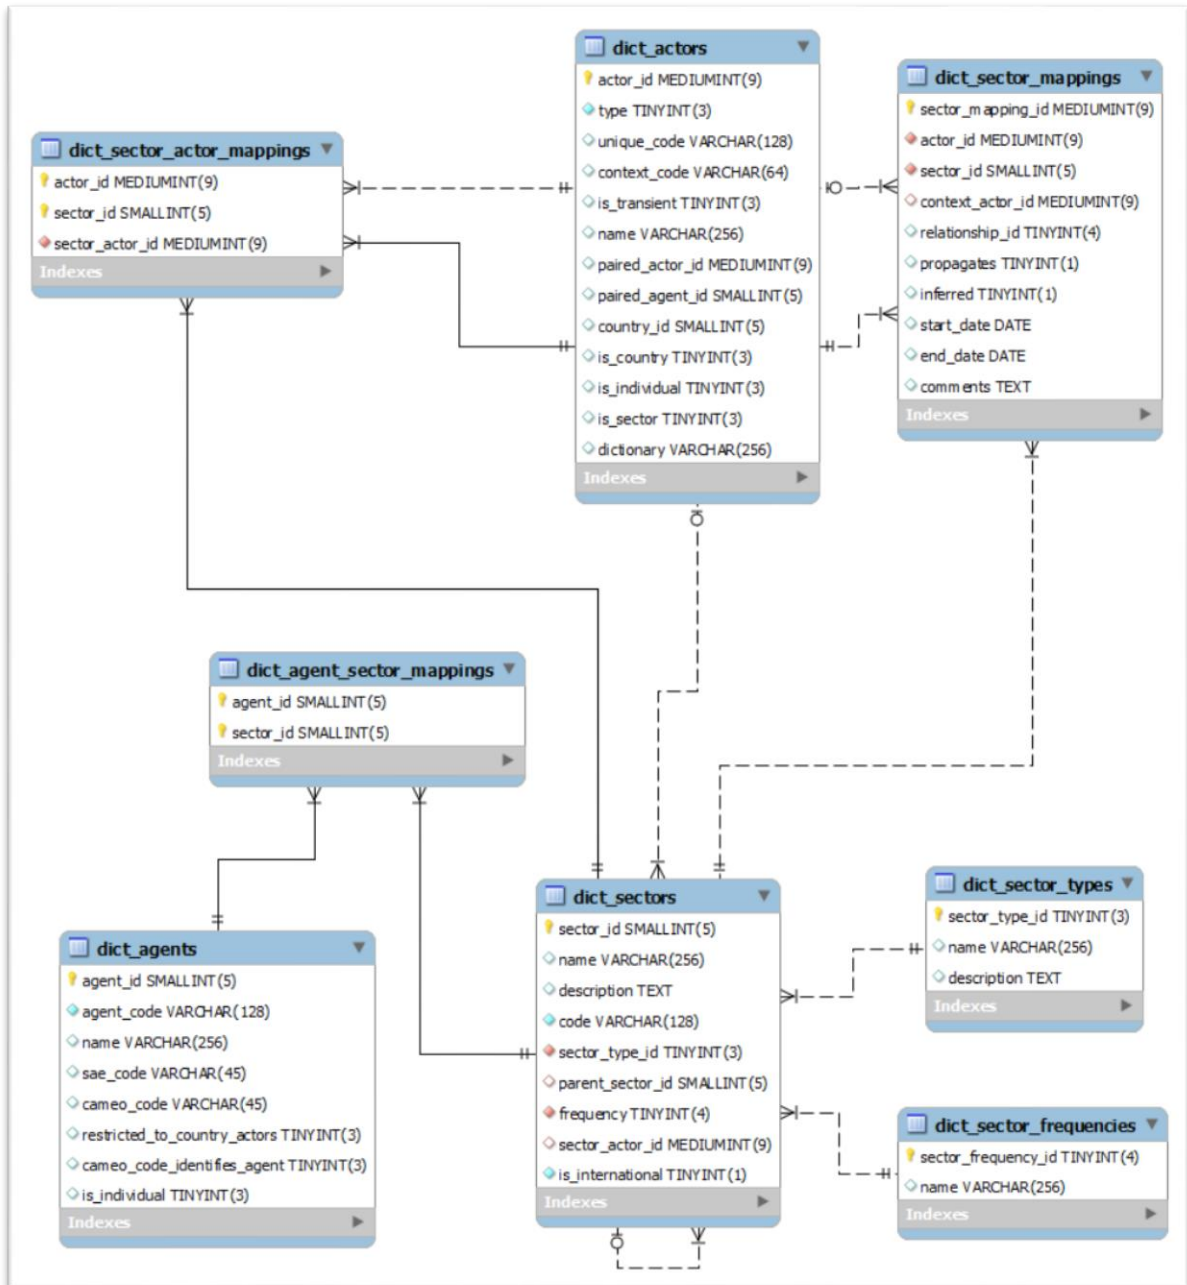 dict_actors
actor_id MEDIUMINT(9)
type TINYINT(3)
unique_code VARCHAR(128)
context_code VARCHAR(64)
is_transient TINYINT(3)
name VARCHAR(256)
paired_actor_id MEDIUMINT(9)
paired_agent_id SMALLINT(5)
country_id SMALLINT(5)
is_country TINYINT(3)
is_individual TINYINT(3)
is_sector TINYINT(3)
dictionary VARCHAR(256)
Indexes
dict_sector_mappings
sector_mapping_id MEDIUMINT(9)
actor_id MEDIUMINT(9)
sector_id SMALLINT(5)
context_actor_id MEDIUMINT(9)
relationship_id TINYINT(4)
propagates TINYINT(1)
inferred TINYINT(1)
start_date DATE
end_date DATE
comments TEXT
Indexes
dict_sector_actor_mappings
actor_id MEDIUMINT(9)
sector_id SMALLINT(5)
sector_actor_id MEDIUMINT(9)
Indexes
dict_agent_sector_mappings
agent_id SMALLINT(5)
sector_id SMALLINT(5)
Indexes
dict_agents
agent_id SMALLINT(5)
agent_code VARCHAR(128)
name VARCHAR(256)
sae_code VARCHAR(45)
cameo_code VARCHAR(45)
restricted_to_country_actors TINYINT(3)
cameo_code_identifies_agent TINYINT(3)
is_individual TINYINT(3)
Indexes
dict_sectors
sector_id SMALLINT(5)
name VARCHAR(256)
description TEXT
code VARCHAR(128)
sector_type_id TINYINT(3)
parent_sector_id SMALLINT(5)
frequency TINYINT(4)
sector_actor_id MEDIUMINT(9)
is_international TINYINT(1)
Indexes
dict_sector_types
sector_type_id TINYINT(3)
name VARCHAR(256)
description TEXT
Indexes
dict_sector_frequencies
sector_frequency_id TINYINT(4)
name VARCHAR(256)
Indexes